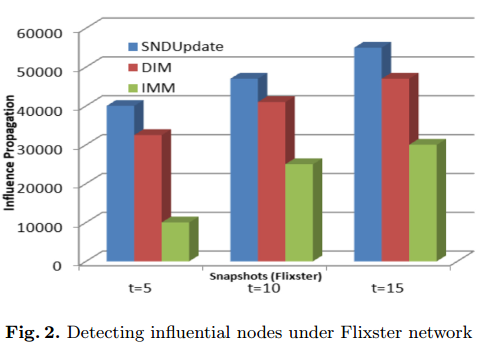 60000
50000
40000
30000
20000
10000
0
Influence Propagation
SNDUpdate
DIM
IMM
Snapshots (Flixster)
t=5 t=10 t=15
Fig. 2. Detecting influential nodes under Flixster network